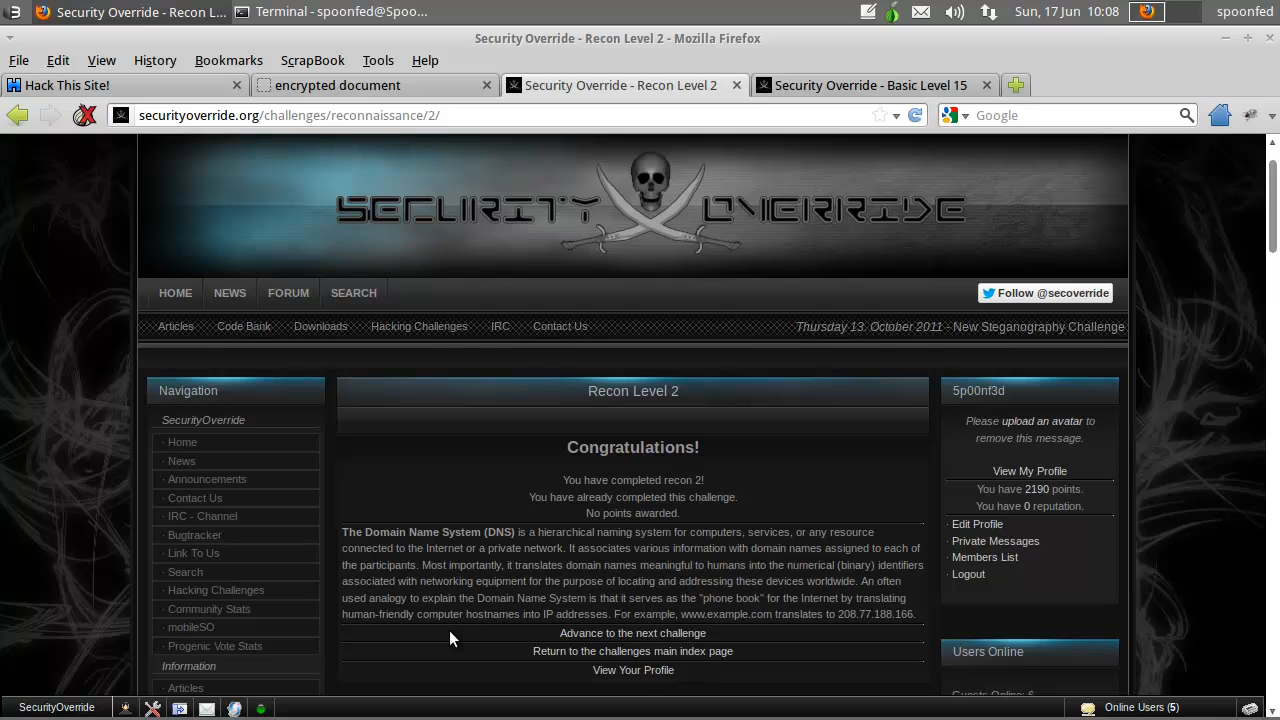 Security Override - Recon L...
Terminal - spoonfed@Spoo...
Sun, 17 Jun 10:08
spoonfed
Security Override - Recon Level 2 - Mozilla Firefox
File Edit View History Bookmarks ScrapBook Tools Help
Hack This Site!
encrypted document
Security Override - Recon Level 2
Security Override - Basic Level 15
securityoverride.org/challenges/reconnaissance/2/
Google
SECURITY OVERRIDE
HOME NEWS FORUM SEARCH
Follow @secoverride
Articles Code Bank Downloads Hacking Challenges IRC Contact Us
Thursday 13. October 2011 - New Steganography Challenge
Navigation
SecurityOverride
· Home
· News
· Announcements
· Contact Us
· IRC - Channel
· Bugtracker
· Link To Us
· Search
· Hacking Challenges
· Community Stats
· mobileSO
· Progenic Vote Stats
Information
· Articles
Recon Level 2
Congratulations!
You have completed recon 2!
You have already completed this challenge.
No points awarded.
The Domain Name System (DNS) is a hierarchical naming system for computers, services, or any resource
connected to the Internet or a private network. It associates various information with domain names assigned to each of
the participants. Most importantly, it translates domain names meaningful to humans into the numerical (binary) identifiers
associated with networking equipment for the purpose of locating and addressing these devices worldwide. An often
used analogy to explain the Domain Name System is that it serves as the "phone book" for the Internet by translating
human-friendly computer hostnames into IP addresses. For example, www.example.com translates to 208.77.188.166.
Advance to the next challenge
Return to the challenges main index page
View Your Profile
5p00nf3d
Please upload an avatar to
remove this message.
View My Profile
You have 2190 points.
You have 0 reputation.
· Edit Profile
· Private Messages
· Members List
· Logout
Users Online
Guests Online: 6
SecurityOverride
Online Users (5)